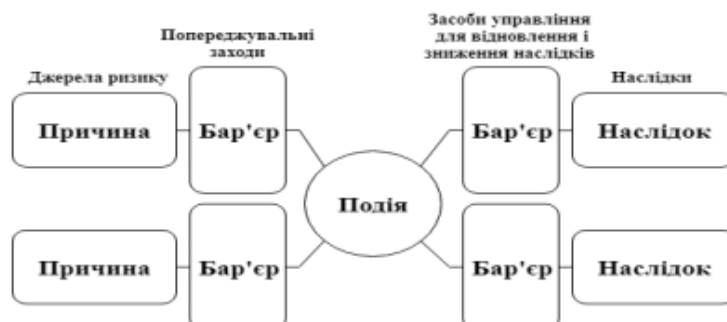 Джерела ризику
Попереджувальні
заходи
Засоби управління
для відновлення і
зниження наслідків
Наслідки
Причина
Бар'єр
Подія
Бар'єр
Наслідок
Причина
Бар'єр
Бар'єр
Наслідок